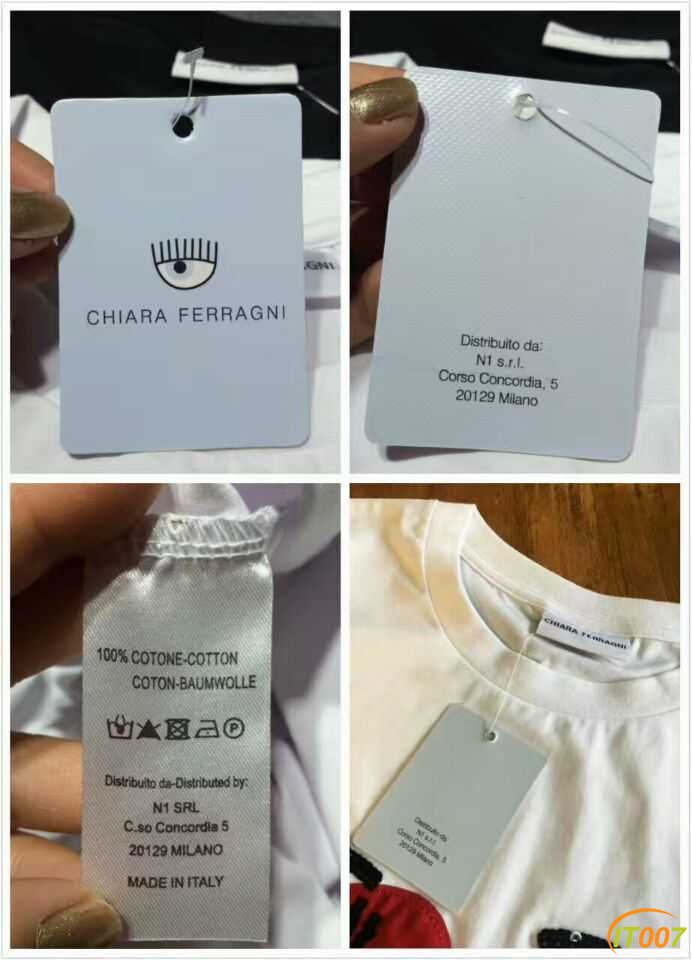 CHIARA FERRAGNI
Distribuito da:
N1 s.r.l.
Corso Concordia, 5
20129 Milano
100% COTONE-COTTON
COTON-BAUMWOLLE
P
Distribuito da-Distributed by:
N1 SRL
C.so Concordia 5
20129 MILANO
MADE IN ITALY
CHIARA FERRAGNI
Distribuito da
N1 s.r.l.
Corso Concordia, 5
20129 Milano
IT007